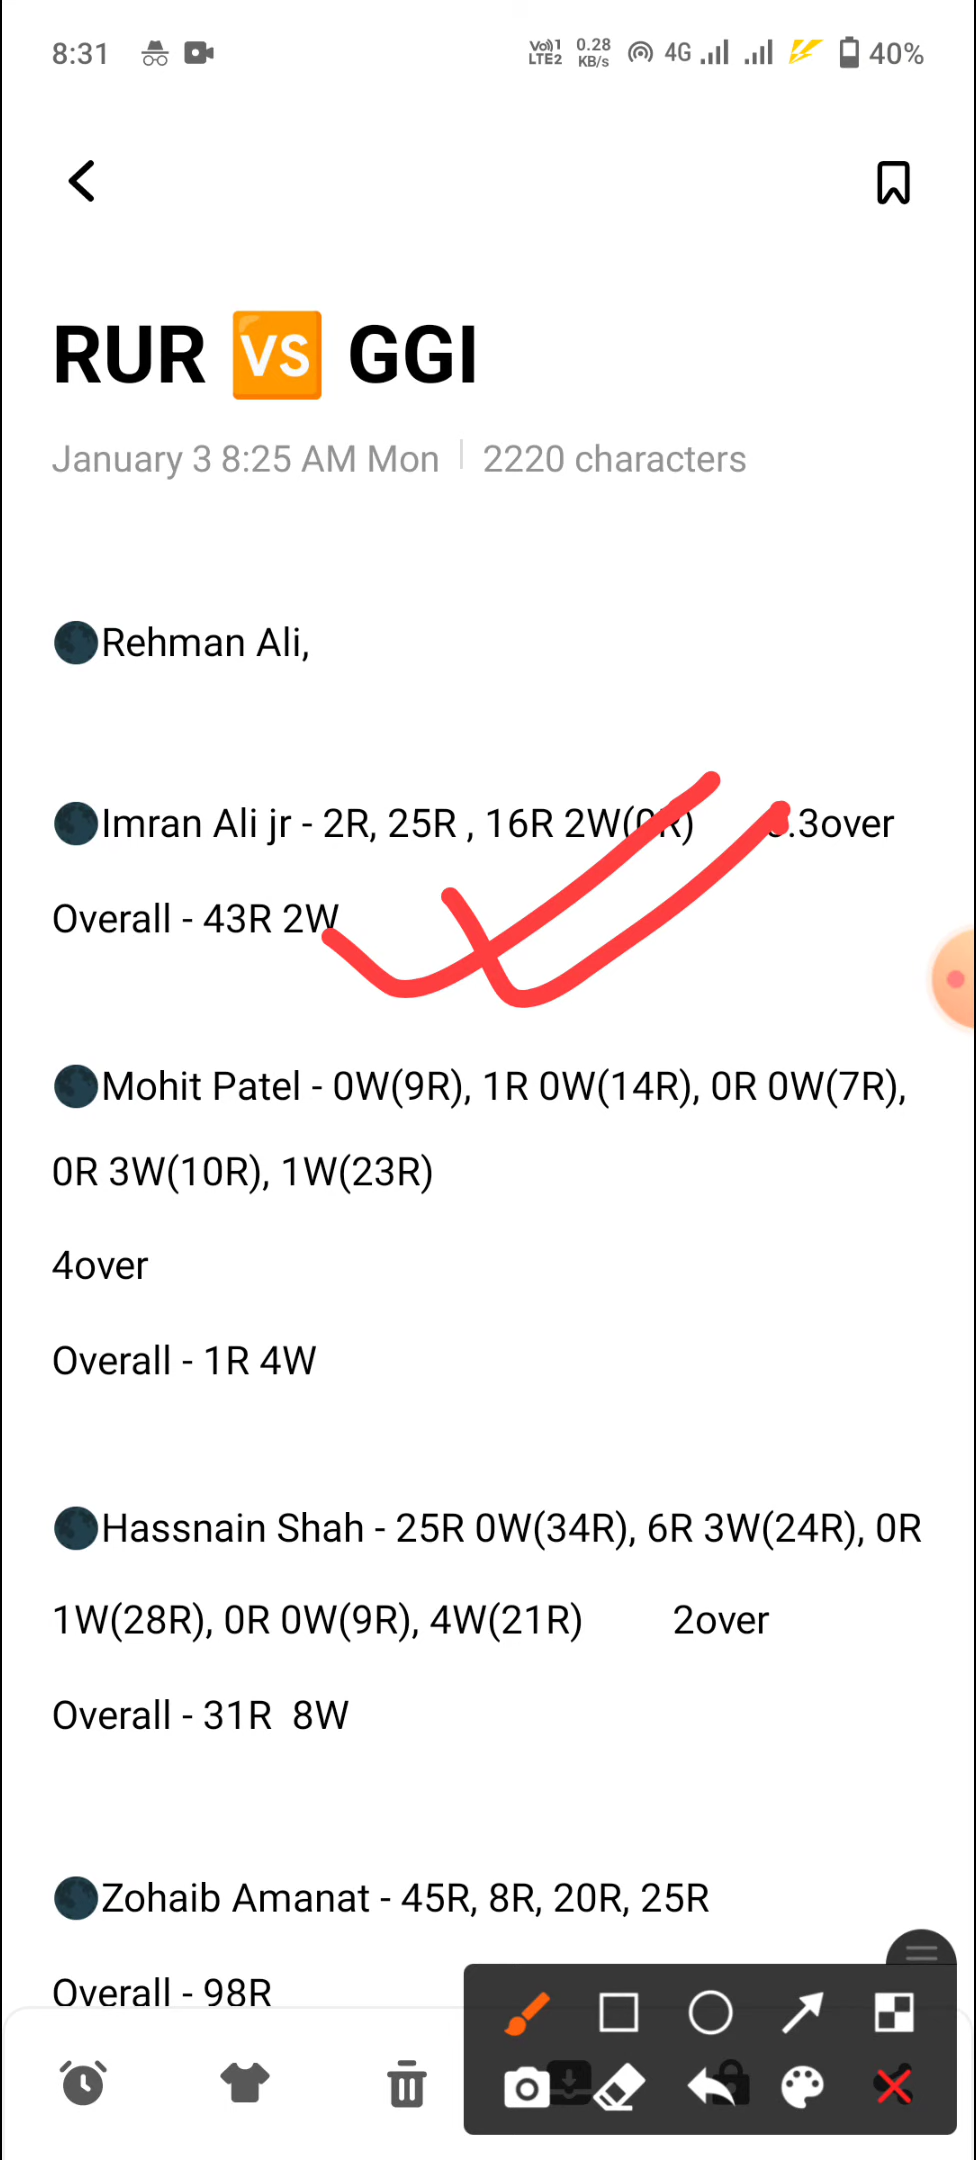 8:31 Vo))1 LTE2 0.28 KB/s 4G 40%
RUR VS GGI
January 3 8:25 AM Mon | 2220 characters
Rehman Ali,
Imran Ali jr - 2R, 25R , 16R 2W(0R) .3over
Overall - 43R 2W
Mohit Patel - 0W(9R), 1R 0W(14R), 0R 0W(7R),
0R 3W(10R), 1W(23R)
4over
Overall - 1R 4W
Hassnain Shah - 25R 0W(34R), 6R 3W(24R), 0R
1W(28R), 0R 0W(9R), 4W(21R) 2over
Overall - 31R 8W
Zohaib Amanat - 45R, 8R, 20R, 25R
Overall - 98R